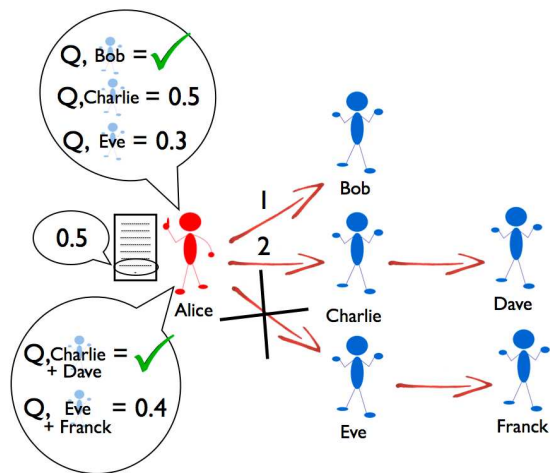 Q, Bob = ✓
Q, Charlie = 0.5
Q, Eve = 0.3
1
Bob
0.5
2
Alice
Charlie
Dave
Q, Charlie + Dave = ✓
Q, Eve + Franck = 0.4
Eve
Franck